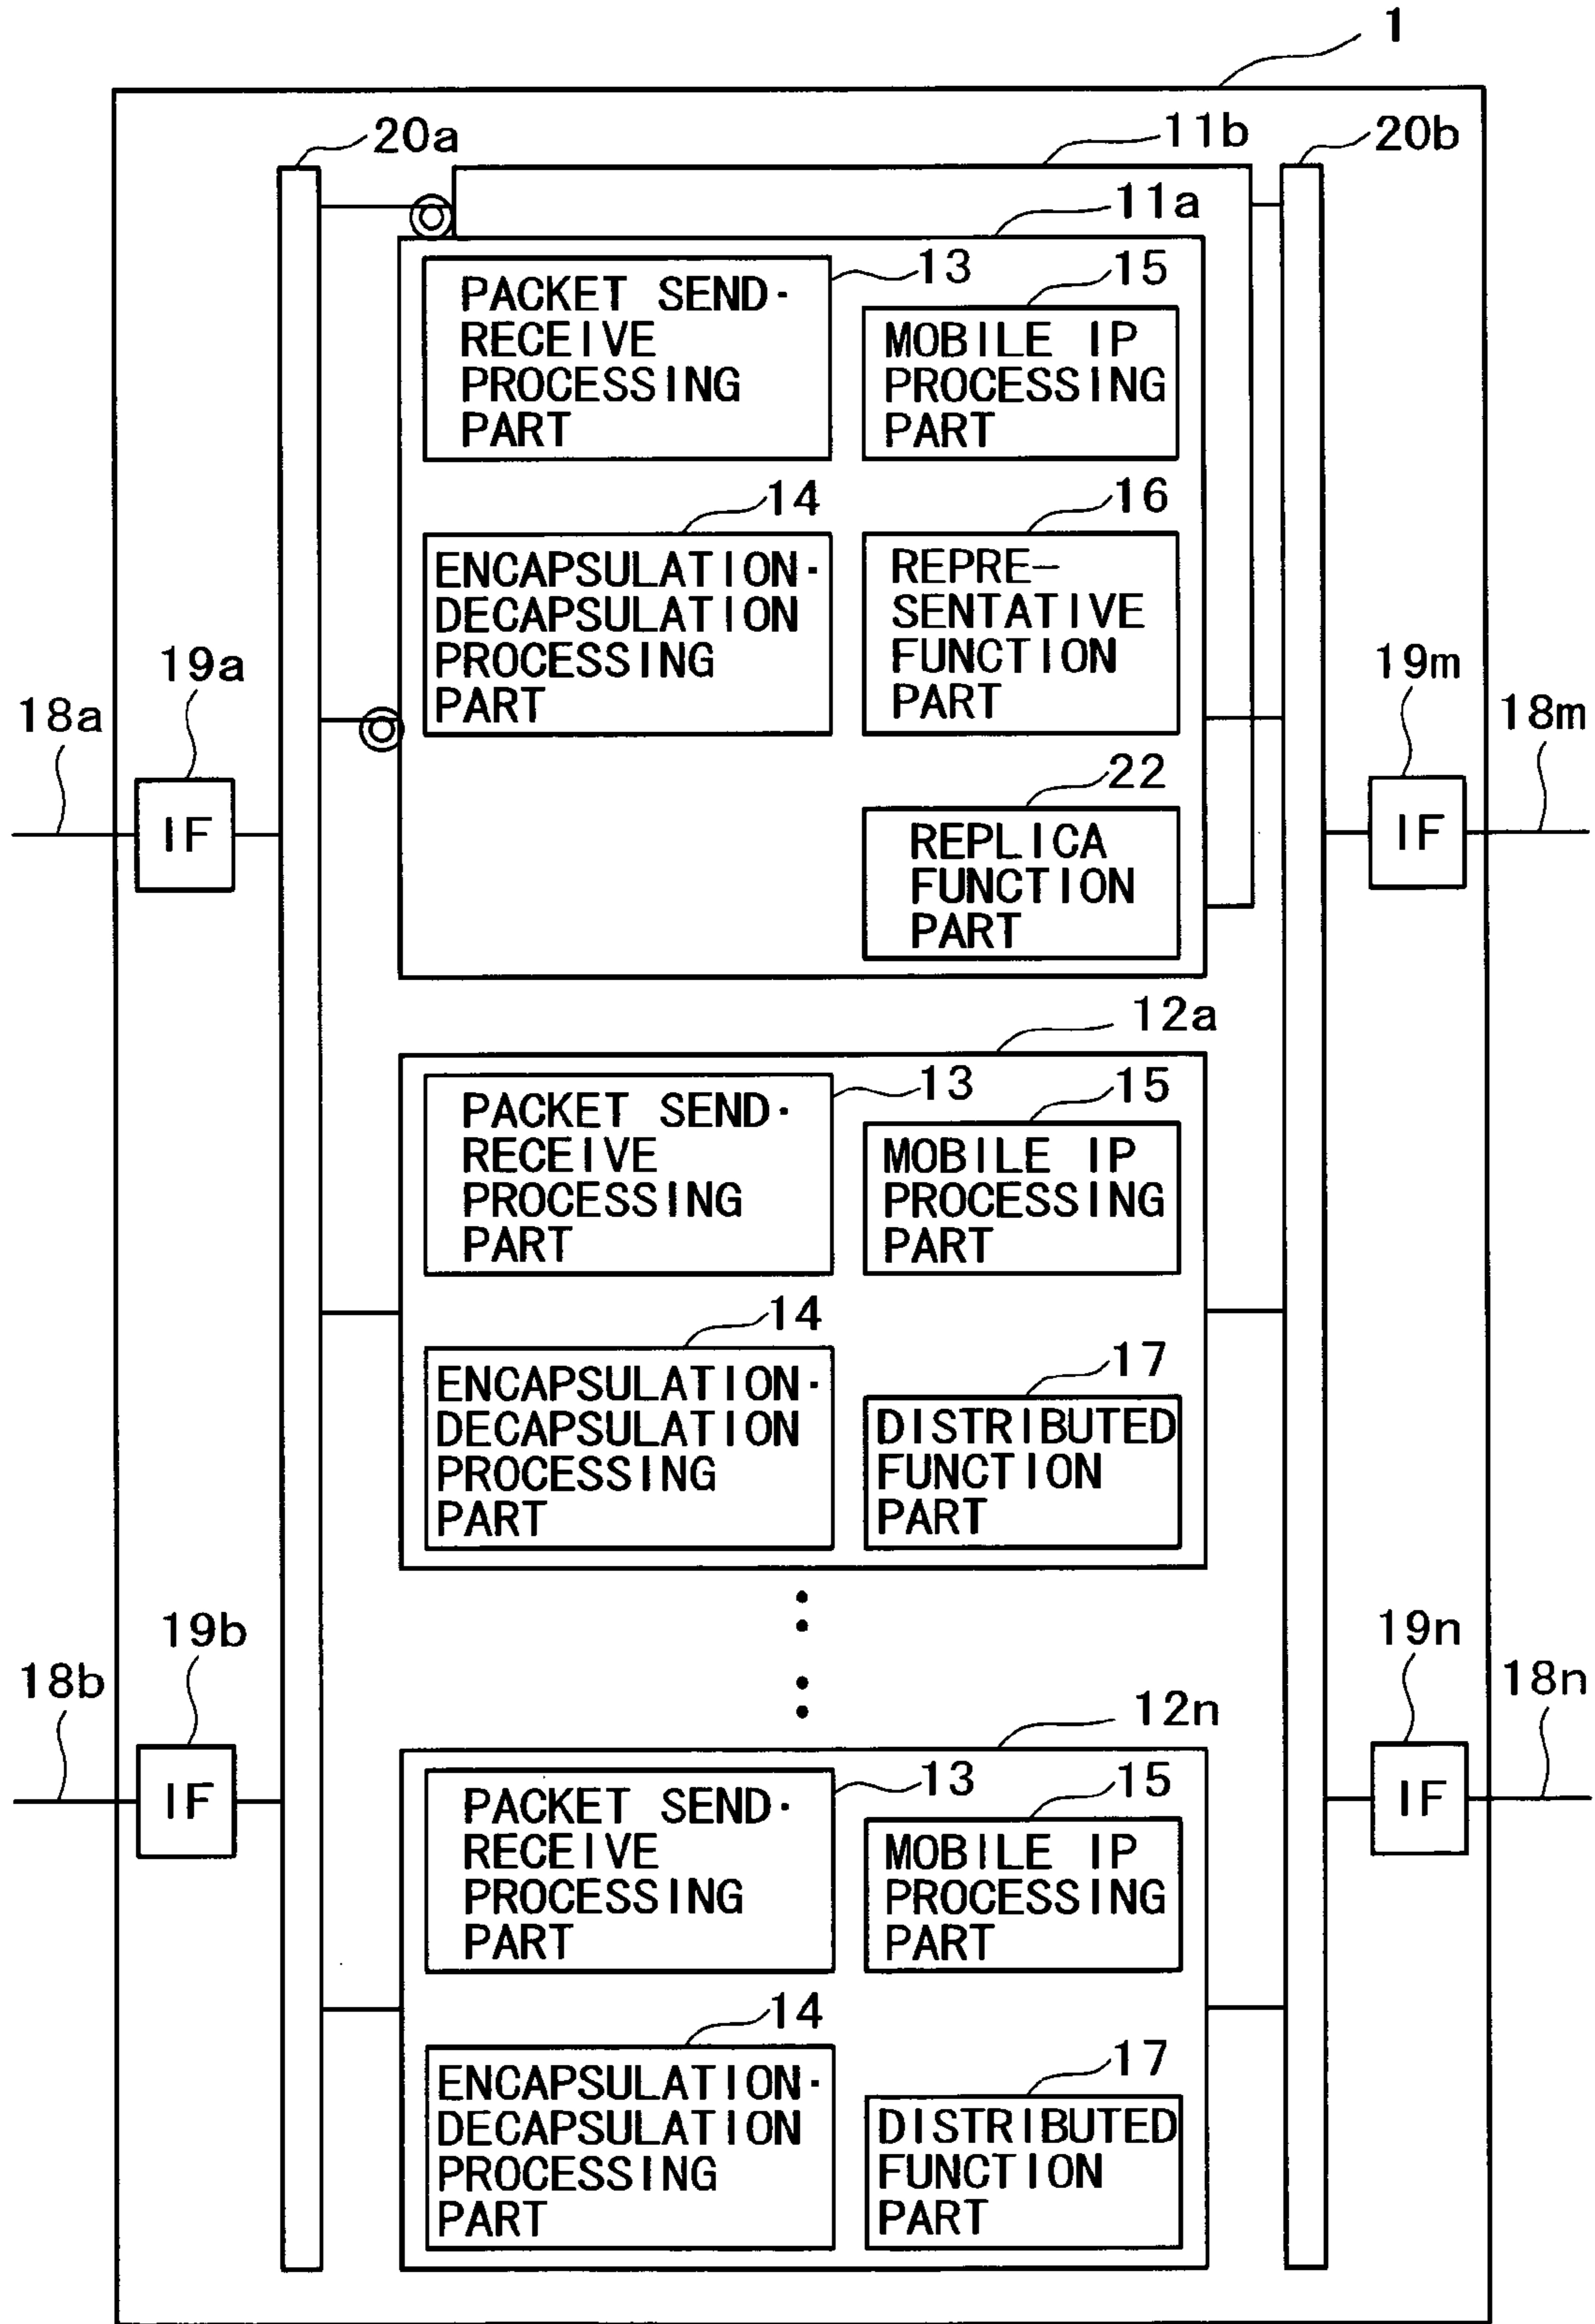 1
20a
11b
20b
11a
13
15
PACKET SEND·
RECEIVE
PROCESSING
PART
MOBILE IP
PROCESSING
PART
14
16
ENCAPSULATION·
DECAPSULATION
PROCESSING
PART
REPRE-
SENTATIVE
FUNCTION
PART
19a
18a
IF
19m
18m
IF
22
REPLICA
FUNCTION
PART
12a
13
15
PACKET SEND·
RECEIVE
PROCESSING
PART
MOBILE IP
PROCESSING
PART
14
17
ENCAPSULATION·
DECAPSULATION
PROCESSING
PART
DISTRIBUTED
FUNCTION
PART
19b
18b
IF
19n
18n
IF
12n
13
15
PACKET SEND·
RECEIVE
PROCESSING
PART
MOBILE IP
PROCESSING
PART
14
17
ENCAPSULATION·
DECAPSULATION
PROCESSING
PART
DISTRIBUTED
FUNCTION
PART